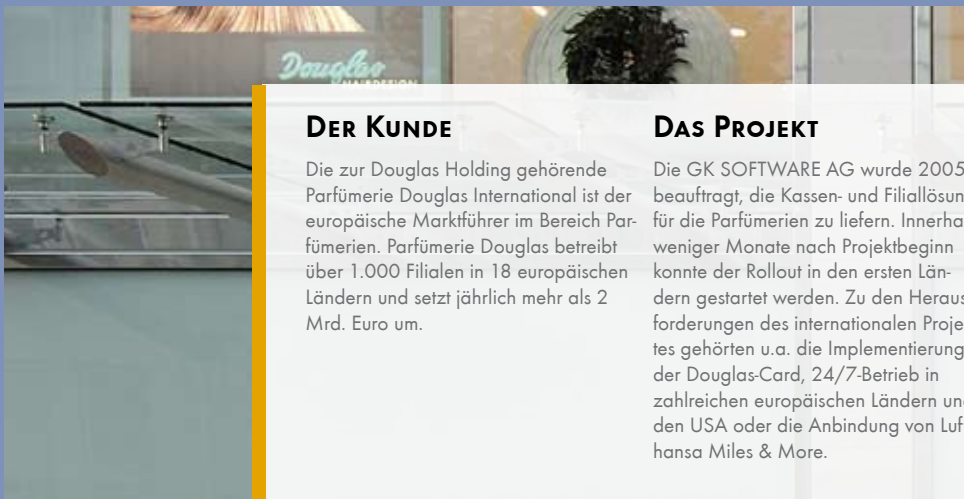 Douglas
HAIRDESIGN
DER KUNDE
Die zur Douglas Holding gehörende
Parfümerie Douglas International ist der
europäische Marktführer im Bereich Par-
fümerien. Parfümerie Douglas betreibt
über 1.000 Filialen in 18 europäischen
Ländern und setzt jährlich mehr als 2
Mrd. Euro um.
DAS PROJEKT
Die GK SOFTWARE AG wurde 2005
beauftragt, die Kassen- und Filiallösun
für die Parfümerien zu liefern. Innerha
weniger Monate nach Projektbeginn
konnte der Rollout in den ersten Län-
dern gestartet werden. Zu den Heraus
forderungen des internationalen Proje
tes gehörten u.a. die Implementierung
der Douglas-Card, 24/7-Betrieb in
zahlreichen europäischen Ländern un
den USA oder die Anbindung von Luf
hansa Miles & More.